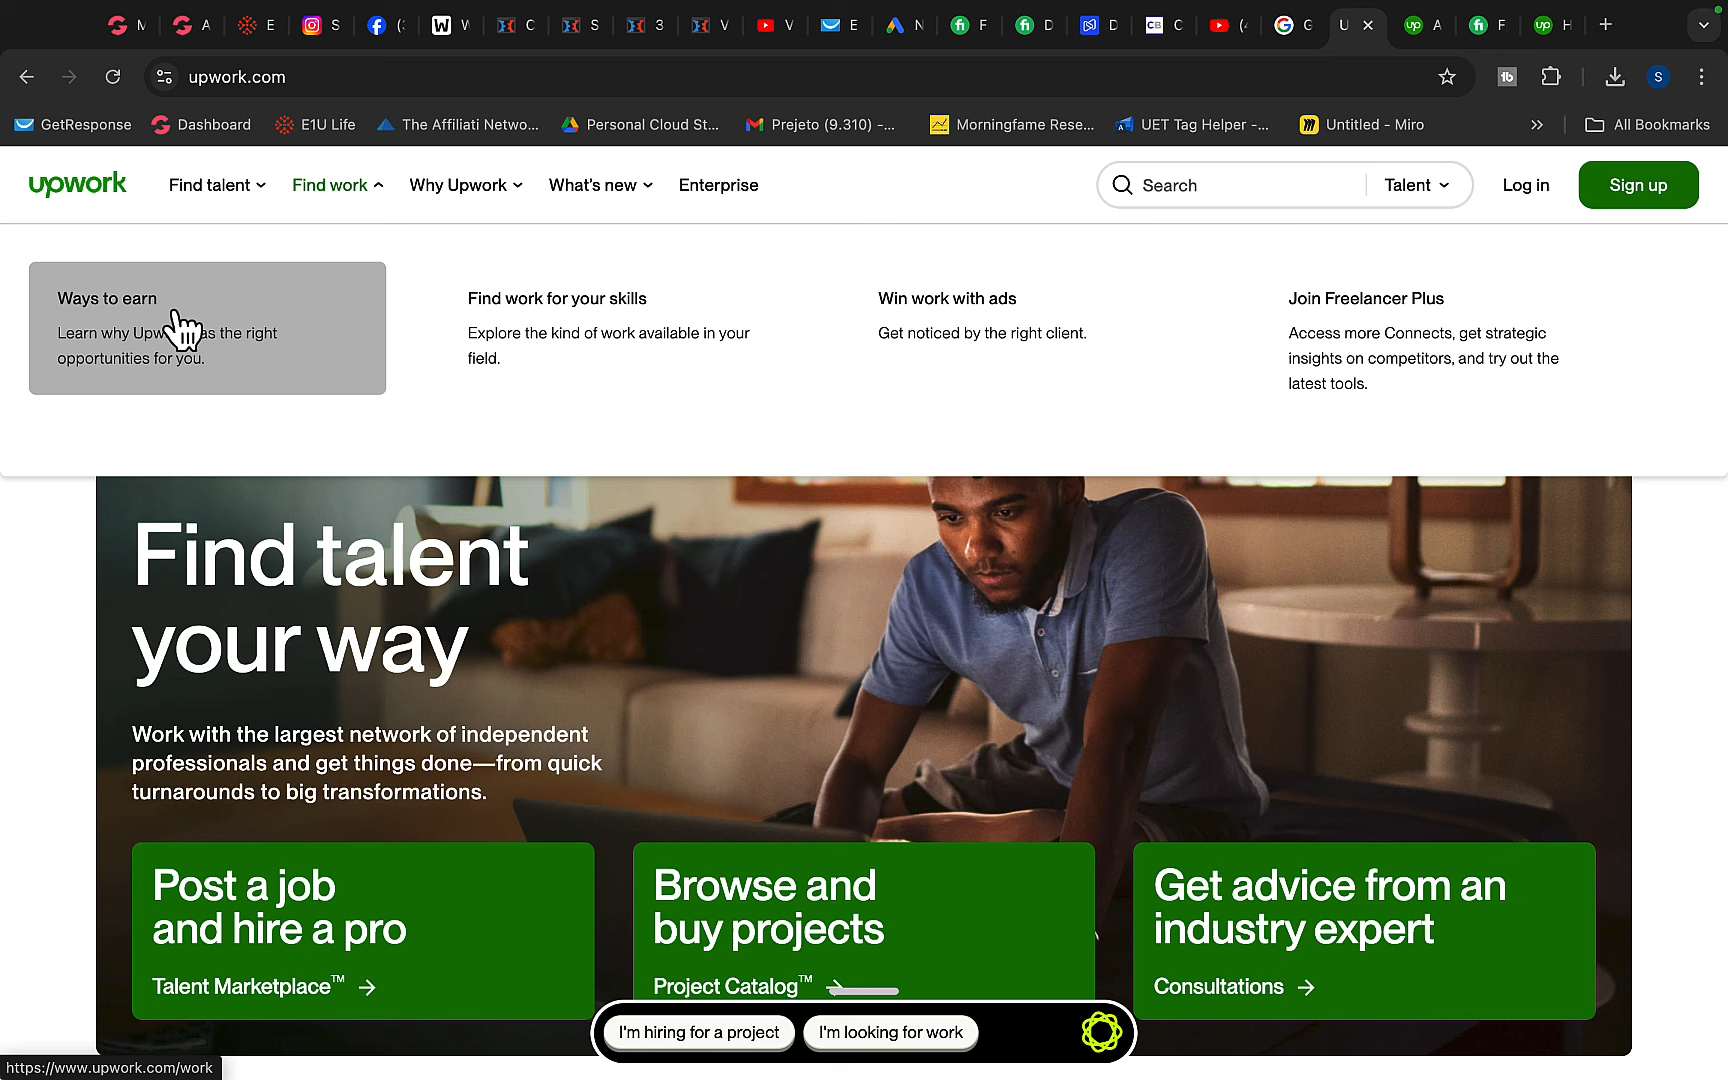 M
A
E
S
(3
W
C
S
3
V
V
E
N
F
D
D
C
(4
G
U
A
F
H
upwork.com
S
GetResponse
Dashboard
E1U Life
The Affiliati Netwo...
Personal Cloud St...
Prejeto (9.310) -...
Morningfame Rese...
UET Tag Helper -...
Untitled - Miro
All Bookmarks
upwork
Find talent
Find work
Why Upwork
What's new
Enterprise
Search
Talent
Log in
Sign up
Ways to earn
Learn why Upw as the right
opportunities for you.
Find work for your skills
Explore the kind of work available in your
field.
Win work with ads
Get noticed by the right client.
Join Freelancer Plus
Access more Connects, get strategic
insights on competitors, and try out the
latest tools.
Find talent
your way
Work with the largest network of independent
professionals and get things done—from quick
turnarounds to big transformations.
Post a job
and hire a pro
Talent Marketplace™ →
Browse and
buy projects
Project Catalog™ →
Get advice from an
industry expert
Consultations →
I'm hiring for a project
I'm looking for work
https://www.upwork.com/work